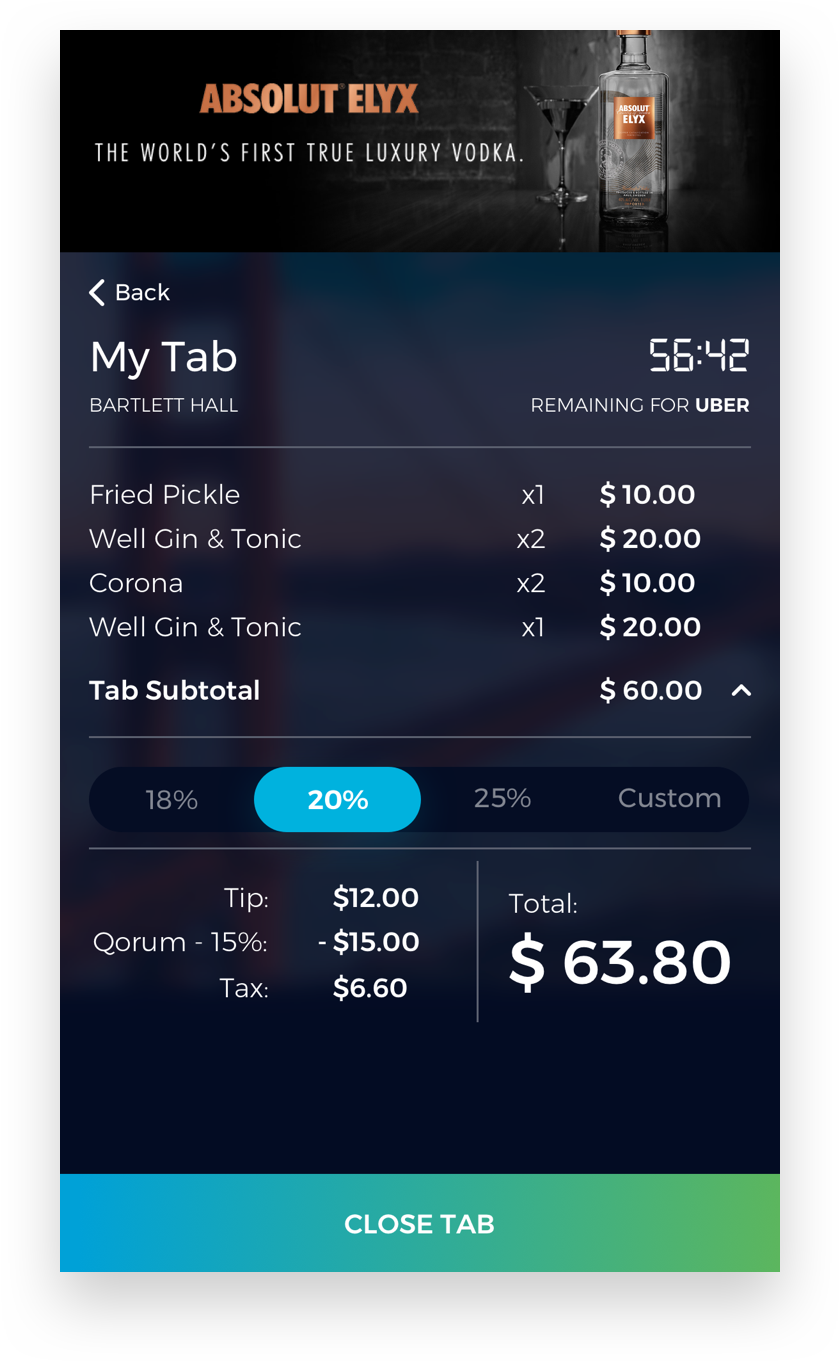 ABSOLUT ELYX
THE WORLD'S FIRST TRUE LUXURY VODKA.
ABSOLUT
ELYX
Back
My Tab 56:42
BARTLETT HALL REMAINING FOR UBER
Fried Pickle x1 $ 10.00
Well Gin & Tonic x2 $ 20.00
Corona x2 $ 10.00
Well Gin & Tonic x1 $ 20.00
Tab Subtotal $ 60.00
18% 20% 25% Custom
Tip: $12.00
Qorum - 15%: - $15.00
Tax: $6.60
Total:
$ 63.80
CLOSE TAB